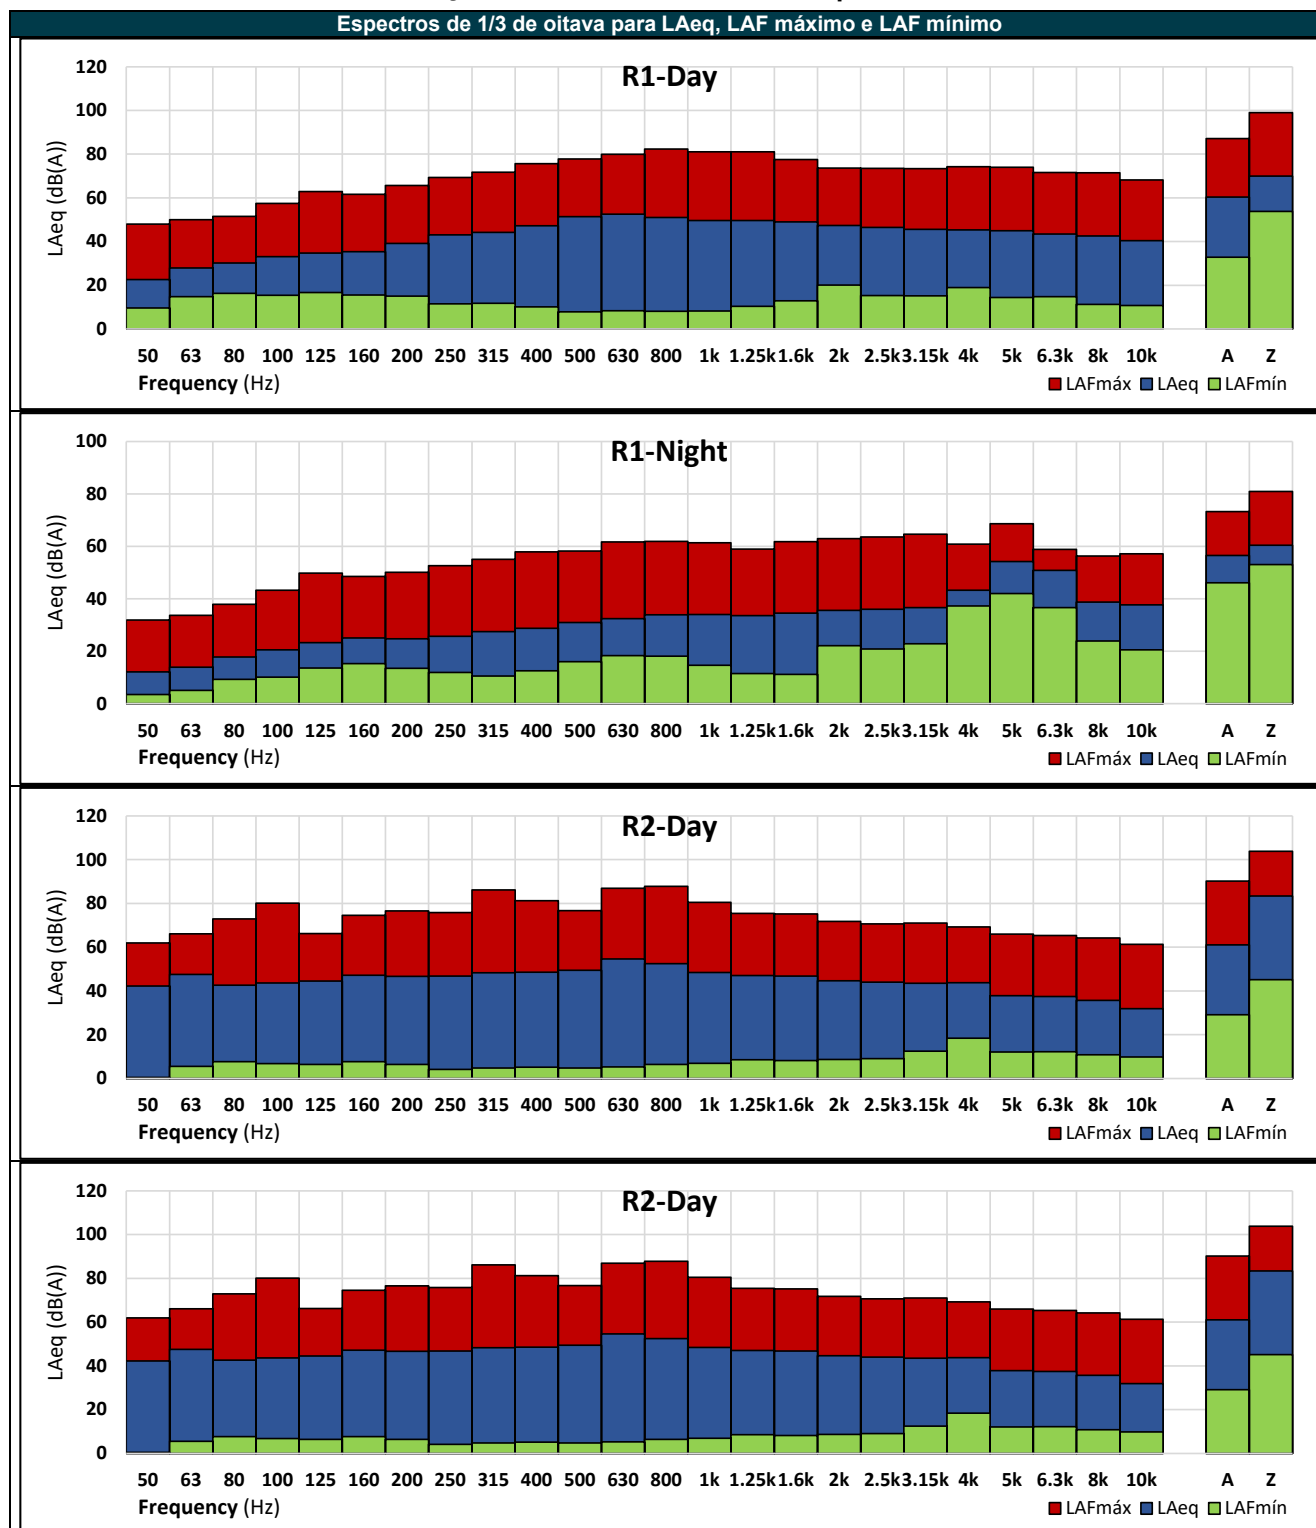 Espectros de 1/3 de oitava para LAeq, LAF máximo e LAF mínimo
R1-Day
LAeq (dB(A))
120
100
80
60
40
20
0
50 63 80 100 125 160 200 250 315 400 500 630 800 1k 1.25k 1.6k 2k 2.5k 3.15k 4k 5k 6.3k 8k 10k A Z
Frequency (Hz)
LAFmáx LAeq LAFmín
R1-Night
LAeq (dB(A))
100
80
60
40
20
0
50 63 80 100 125 160 200 250 315 400 500 630 800 1k 1.25k 1.6k 2k 2.5k 3.15k 4k 5k 6.3k 8k 10k A Z
Frequency (Hz)
LAFmáx LAeq LAFmín
R2-Day
LAeq (dB(A))
120
100
80
60
40
20
0
50 63 80 100 125 160 200 250 315 400 500 630 800 1k 1.25k 1.6k 2k 2.5k 3.15k 4k 5k 6.3k 8k 10k A Z
Frequency (Hz)
LAFmáx LAeq LAFmín
R2-Day
LAeq (dB(A))
120
100
80
60
40
20
0
50 63 80 100 125 160 200 250 315 400 500 630 800 1k 1.25k 1.6k 2k 2.5k 3.15k 4k 5k 6.3k 8k 10k A Z
Frequency (Hz)
LAFmáx LAeq LAFmín